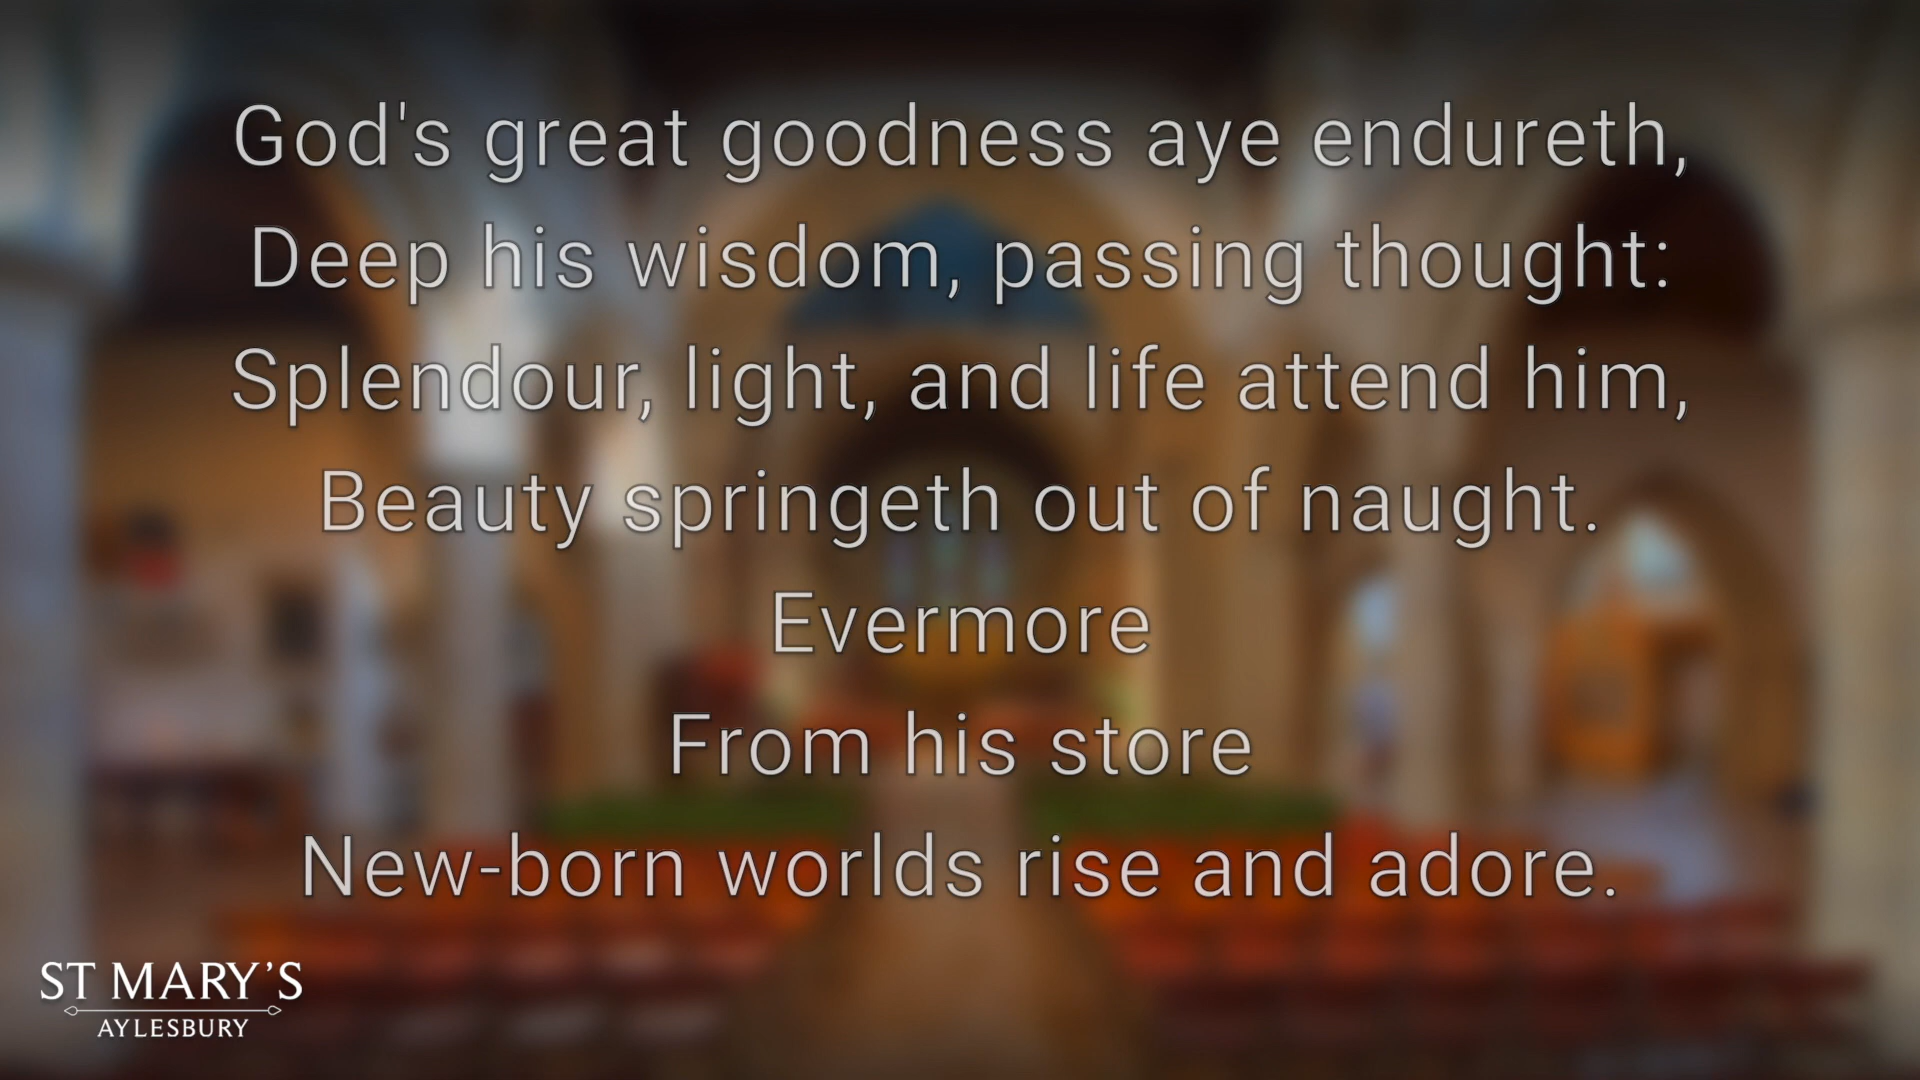 God's great goodness aye endureth,
Deep his wisdom, passing thought:
Splendour, light, and life attend him,
Beauty springeth out of naught.
Evermore
From his store
New-born worlds rise and adore.
ST MARY'S
AYLESBURY